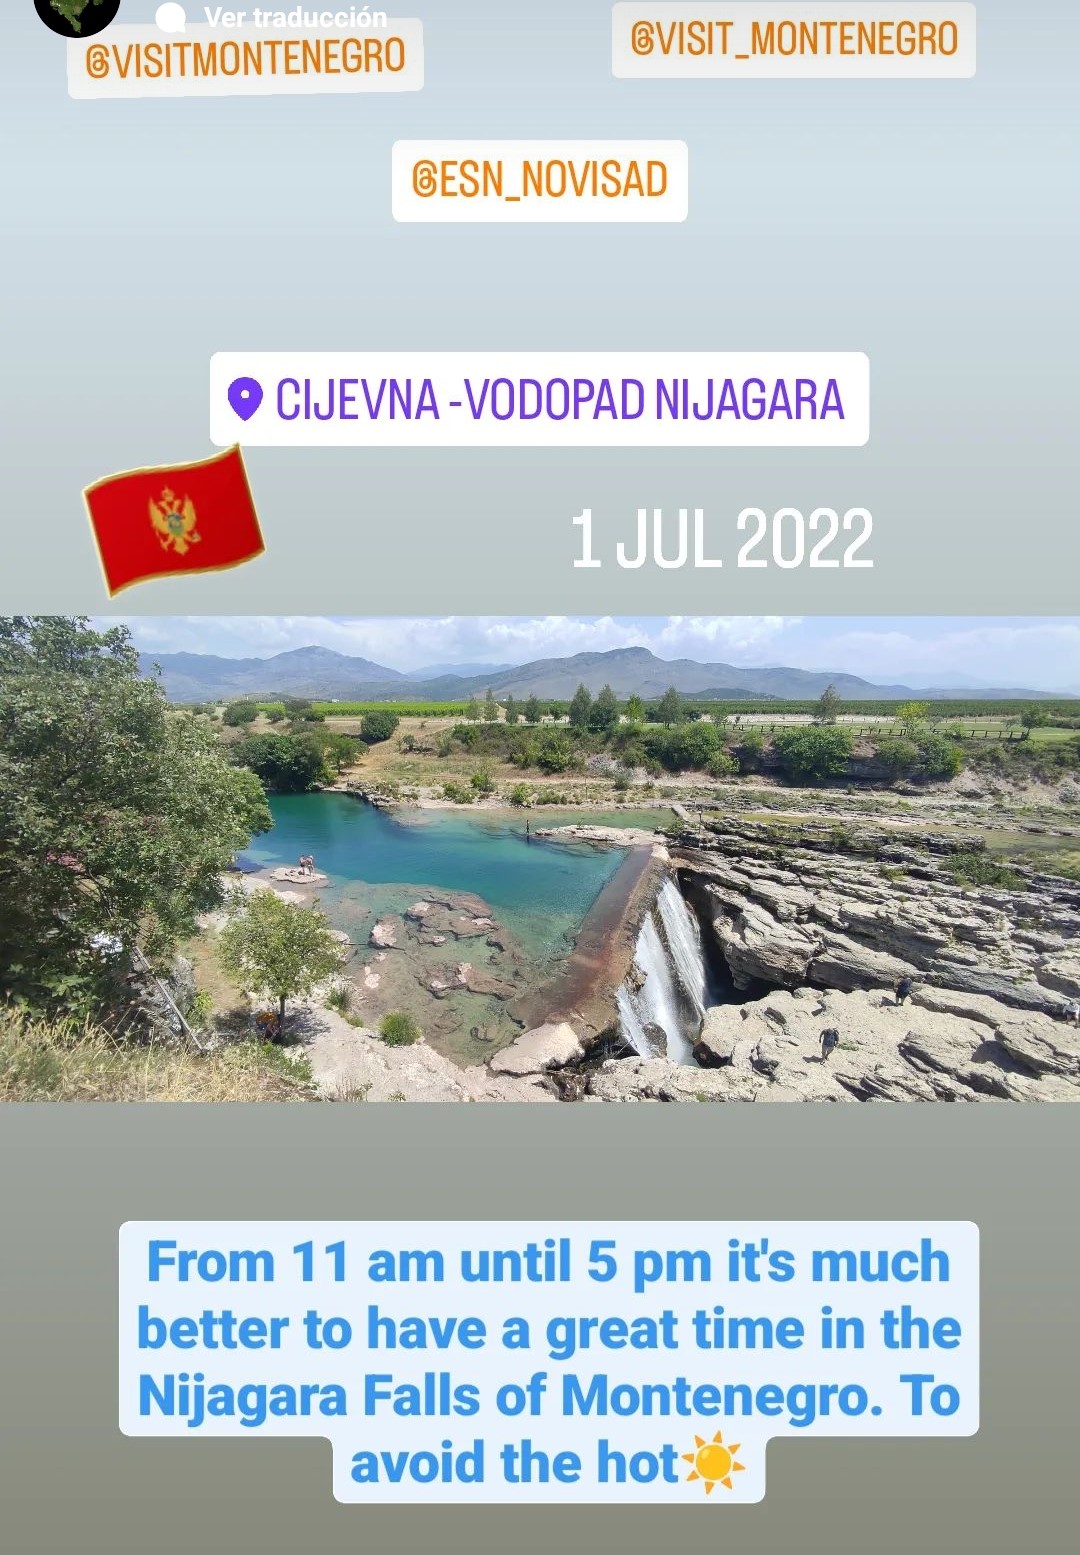 Ver traducción
@VISITMONTENEGRO
@VISIT_MONTENEGRO
@ESN_NOVISAD
CIJEVNA -VODOPAD NIJAGARA
1 JUL 2022
From 11 am until 5 pm it's much
better to have a great time in the
Nijagara Falls of Montenegro. To
avoid the hot☀️